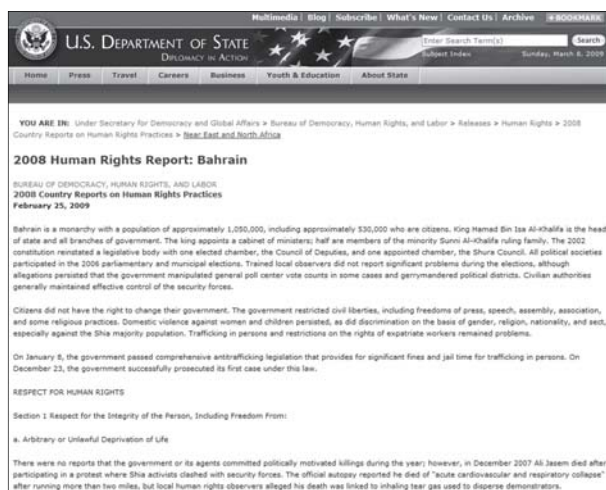 Multimedia | Blog | Subscribe | What's New | Contact Us | Archive + BOOKMARK
U.S. DEPARTMENT OF STATE
DIPLOMACY IN ACTION
Enter Search Term(s) Search
Subject Index Sunday, March 8, 2009
Home Press Travel Careers Business Youth & Education About State
YOU ARE IN: Under Secretary for Democracy and Global Affairs > Bureau of Democracy, Human Rights, and Labor > Releases > Human Rights > 2008
Country Reports on Human Rights Practices > Near East and North Africa
2008 Human Rights Report: Bahrain
BUREAU OF DEMOCRACY, HUMAN RIGHTS, AND LABOR
2008 Country Reports on Human Rights Practices
February 25, 2009
Bahrain is a monarchy with a population of approximately 1,050,000, including approximately 530,000 who are citizens. King Hamad Bin Isa Al-Khalifa is the head
of state and all branches of government. The king appoints a cabinet of ministers; half are members of the minority Sunni Al-Khalifa ruling family. The 2002
constitution reinstated a legislative body with one elected chamber, the Council of Deputies, and one appointed chamber, the Shura Council. All political societies
participated in the 2006 parliamentary and municipal elections. Trained local observers did not report significant problems during the elections, although
allegations persisted that the government manipulated general poll center vote counts in some cases and gerrymandered political districts. Civilian authorities
generally maintained effective control of the security forces.
Citizens did not have the right to change their government. The government restricted civil liberties, including freedoms of press, speech, assembly, association,
and some religious practices. Domestic violence against women and children persisted, as did discrimination on the basis of gender, religion, nationality, and sect,
especially against the Shia majority population. Trafficking in persons and restrictions on the rights of expatriate workers remained problems.
On January 8, the government passed comprehensive antitrafficking legislation that provides for significant fines and jail time for trafficking in persons. On
December 23, the government successfully prosecuted its first case under this law.
RESPECT FOR HUMAN RIGHTS
Section 1 Respect for the Integrity of the Person, Including Freedom From:
a. Arbitrary or Unlawful Deprivation of Life
There were no reports that the government or its agents committed politically motivated killings during the year; however, in December 2007 Ali Jasem died after
participating in a protest where Shia activists clashed with security forces. The official autopsy reported he died of "acute cardiovascular and respiratory collapse"
after running more than two miles, but local human rights observers alleged his death was linked to inhaling tear gas used to disperse demonstrators.